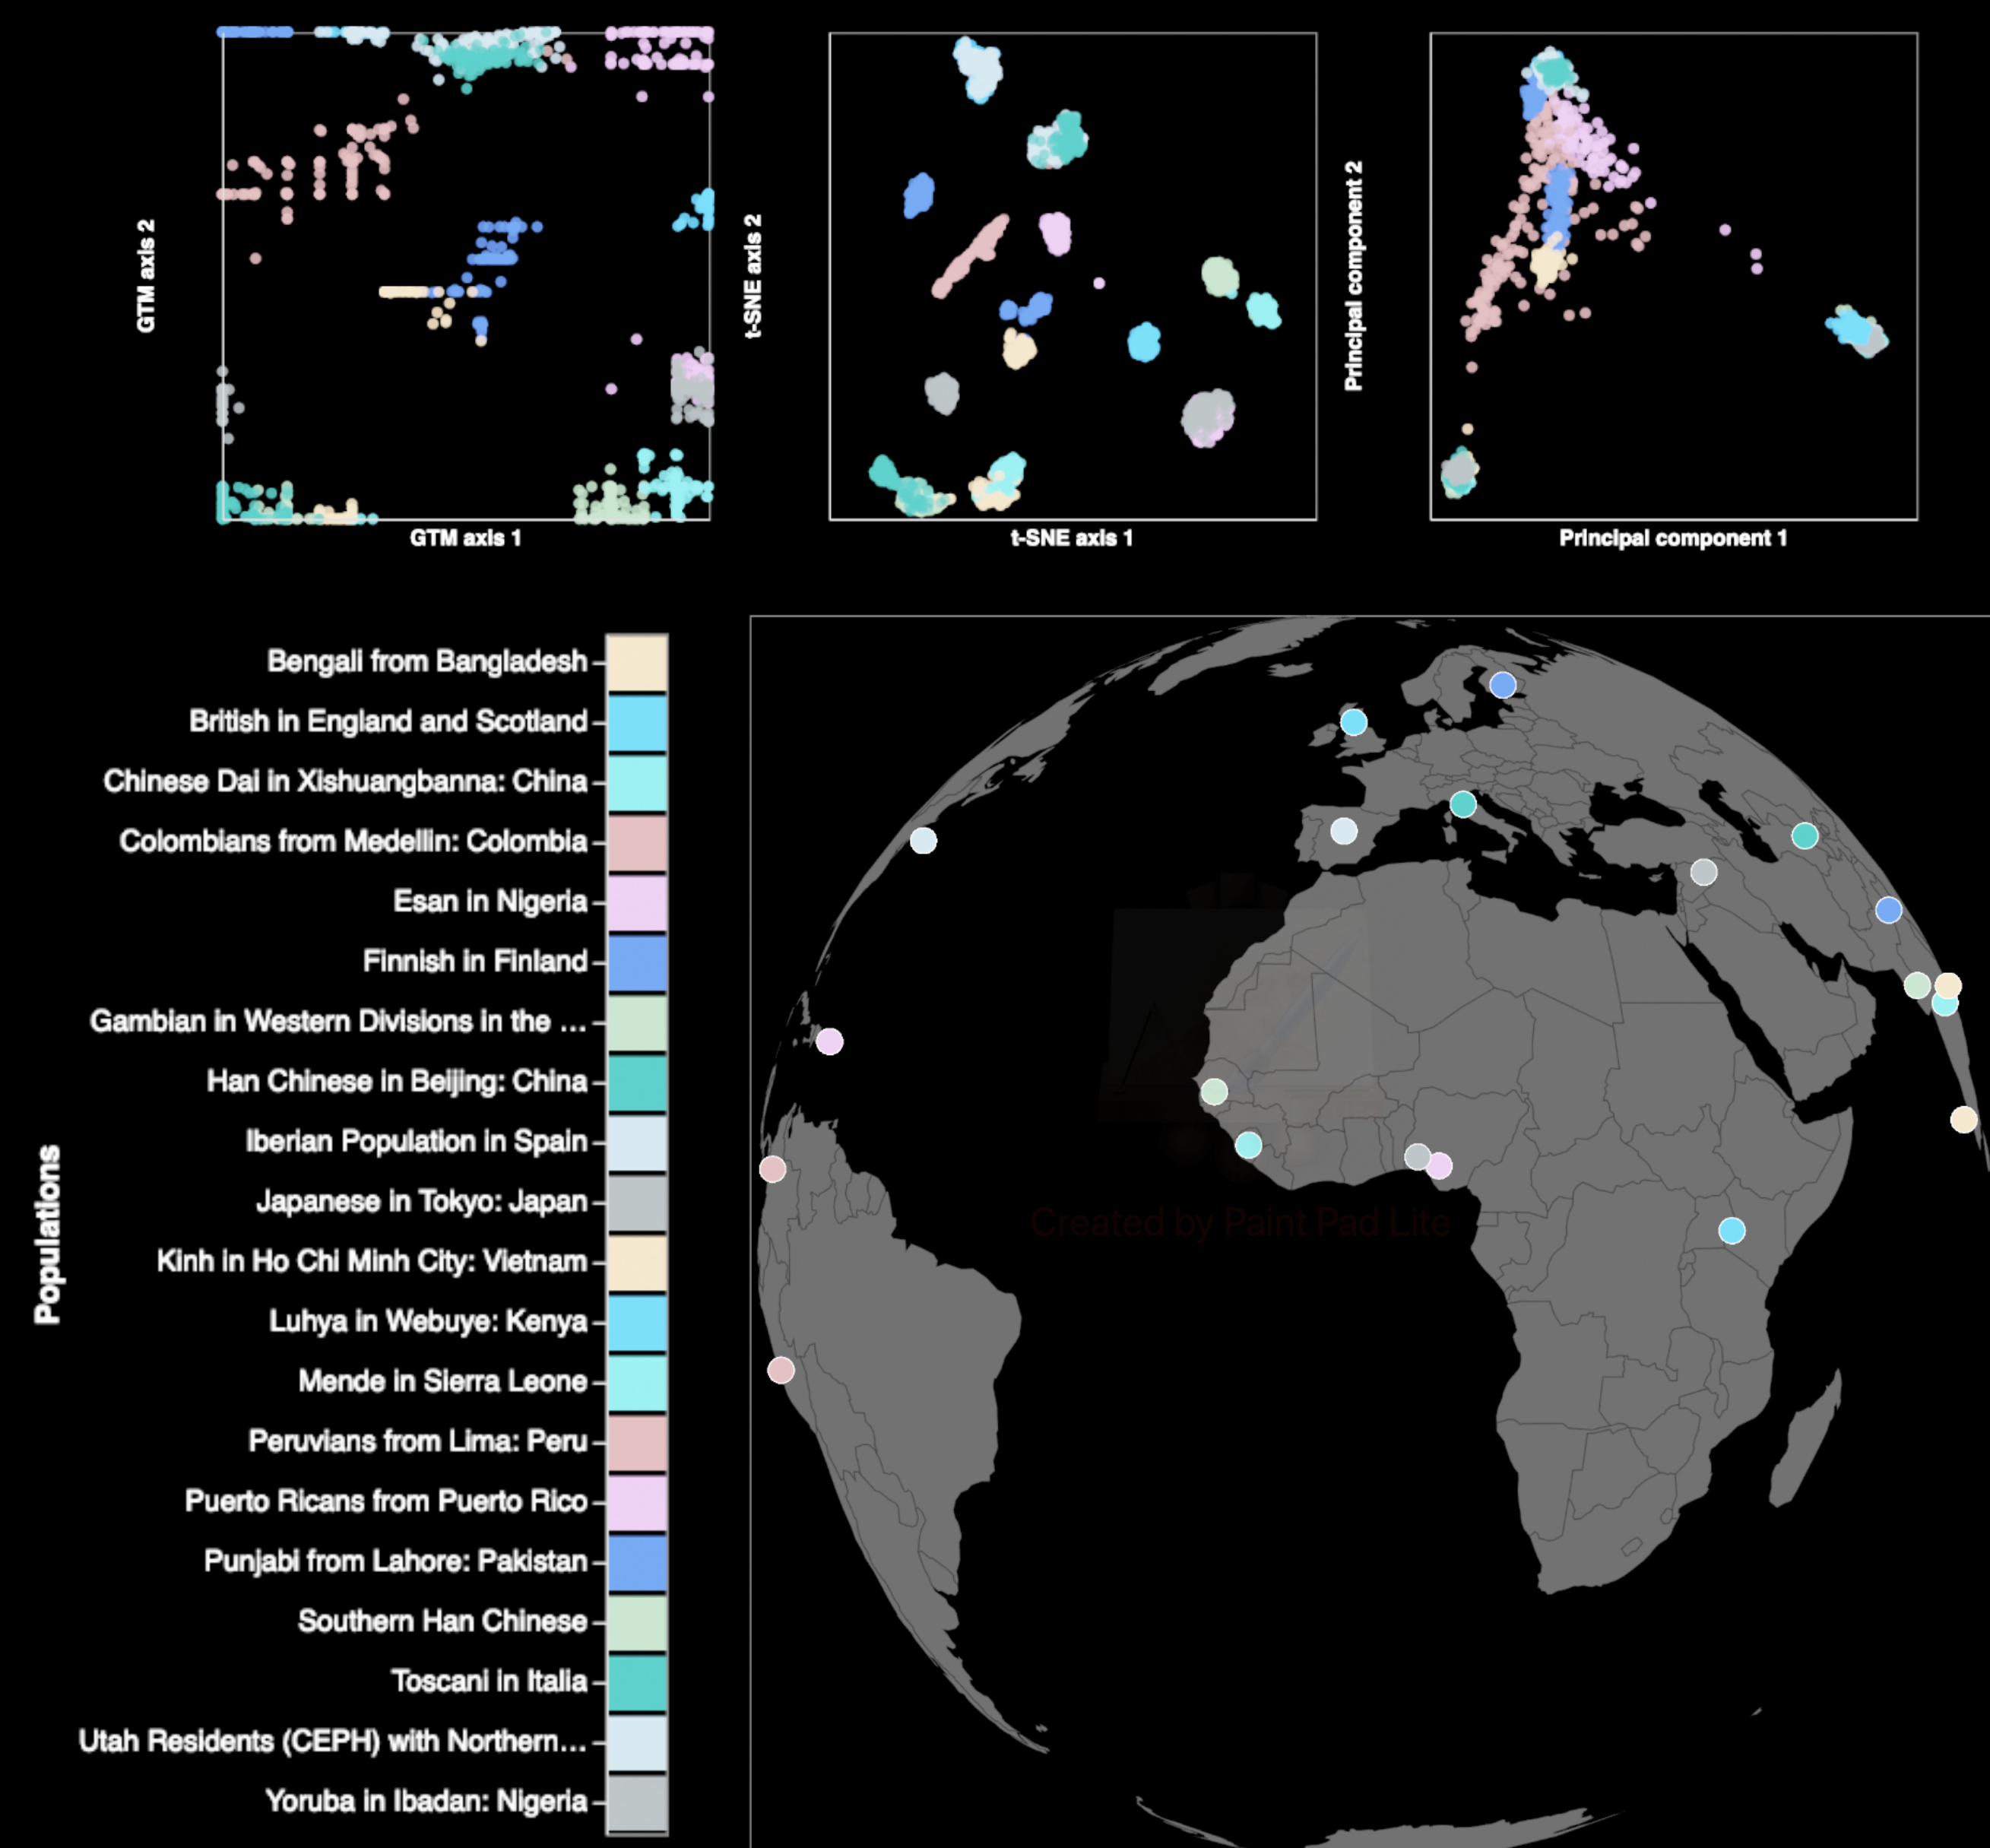 GTM axis 2
GTM axis 1
t-SNE axis 2
t-SNE axis 1
Principal component 2
Principal component 1
Populations
Bengali from Bangladesh
British in England and Scotland
Chinese Dai in Xishuangbanna: China
Colombians from Medellin: Colombia
Esan in Nigeria
Finnish in Finland
Gambian in Western Divisions in the ...
Han Chinese in Beijing: China
Iberian Population in Spain
Japanese in Tokyo: Japan
Kinh in Ho Chi Minh City: Vietnam
Luhya in Webuye: Kenya
Mende in Sierra Leone
Peruvians from Lima: Peru
Puerto Ricans from Puerto Rico
Punjabi from Lahore: Pakistan
Southern Han Chinese
Toscani in Italia
Utah Residents (CEPH) with Northern...
Yoruba in Ibadan: Nigeria
Created by Paint Pad Lite